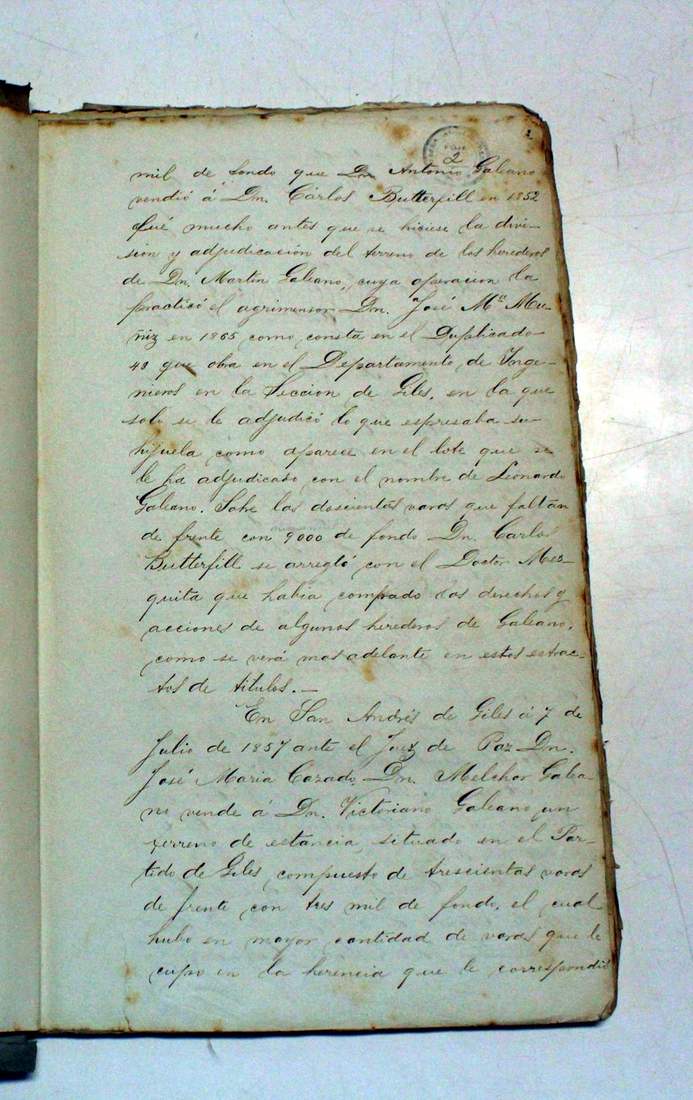 2
2
mil de fondo que Dn Antonio Galeano
vendió á Dn. Cárlos Butterfill en 1852
fué mucho antes que se hiciese la divi-
sion y adjudicacion del terreno de los herederos
de Dn. Martin Galeano, cuya operacion la
practicó el agrimensor Dn. José Ma. Mu-
ñiz en 1865 como consta en el Duplicado
49 que obra en el Departamento de Inge-
nieros en la Seccion de Giles, en la que
solo se le adjudicó lo que espresaba su
hijuela como aparece en el lote que se
le ha adjudicado con el nombre de Leonardo
Galeano. Sobre las doscientas varas que faltan
de frente con 9000 de fondo Dn. Carlos
Butterfill se arregló con el Doctor Mez-
quita que habia comprado los derechos y
acciones de algunos herederos de Galeano,
como se verá mas adelante en estos estrac-
tos de titulos.—
En San Andrés de Giles á 7 de
Julio de 1857 ante el Juez de Paz Dn.
José Maria Cozado, Dn. Melchor Galea-
no vende á Dn. Victoriano Galeano un
terreno de estancia, situado en el Par-
tido de Giles, compuesto de trescientas varas
de frente con tres mil de fondo, el cual
hubo en mayor cantidad de varas que le
cupo en la herencia que le correspondió